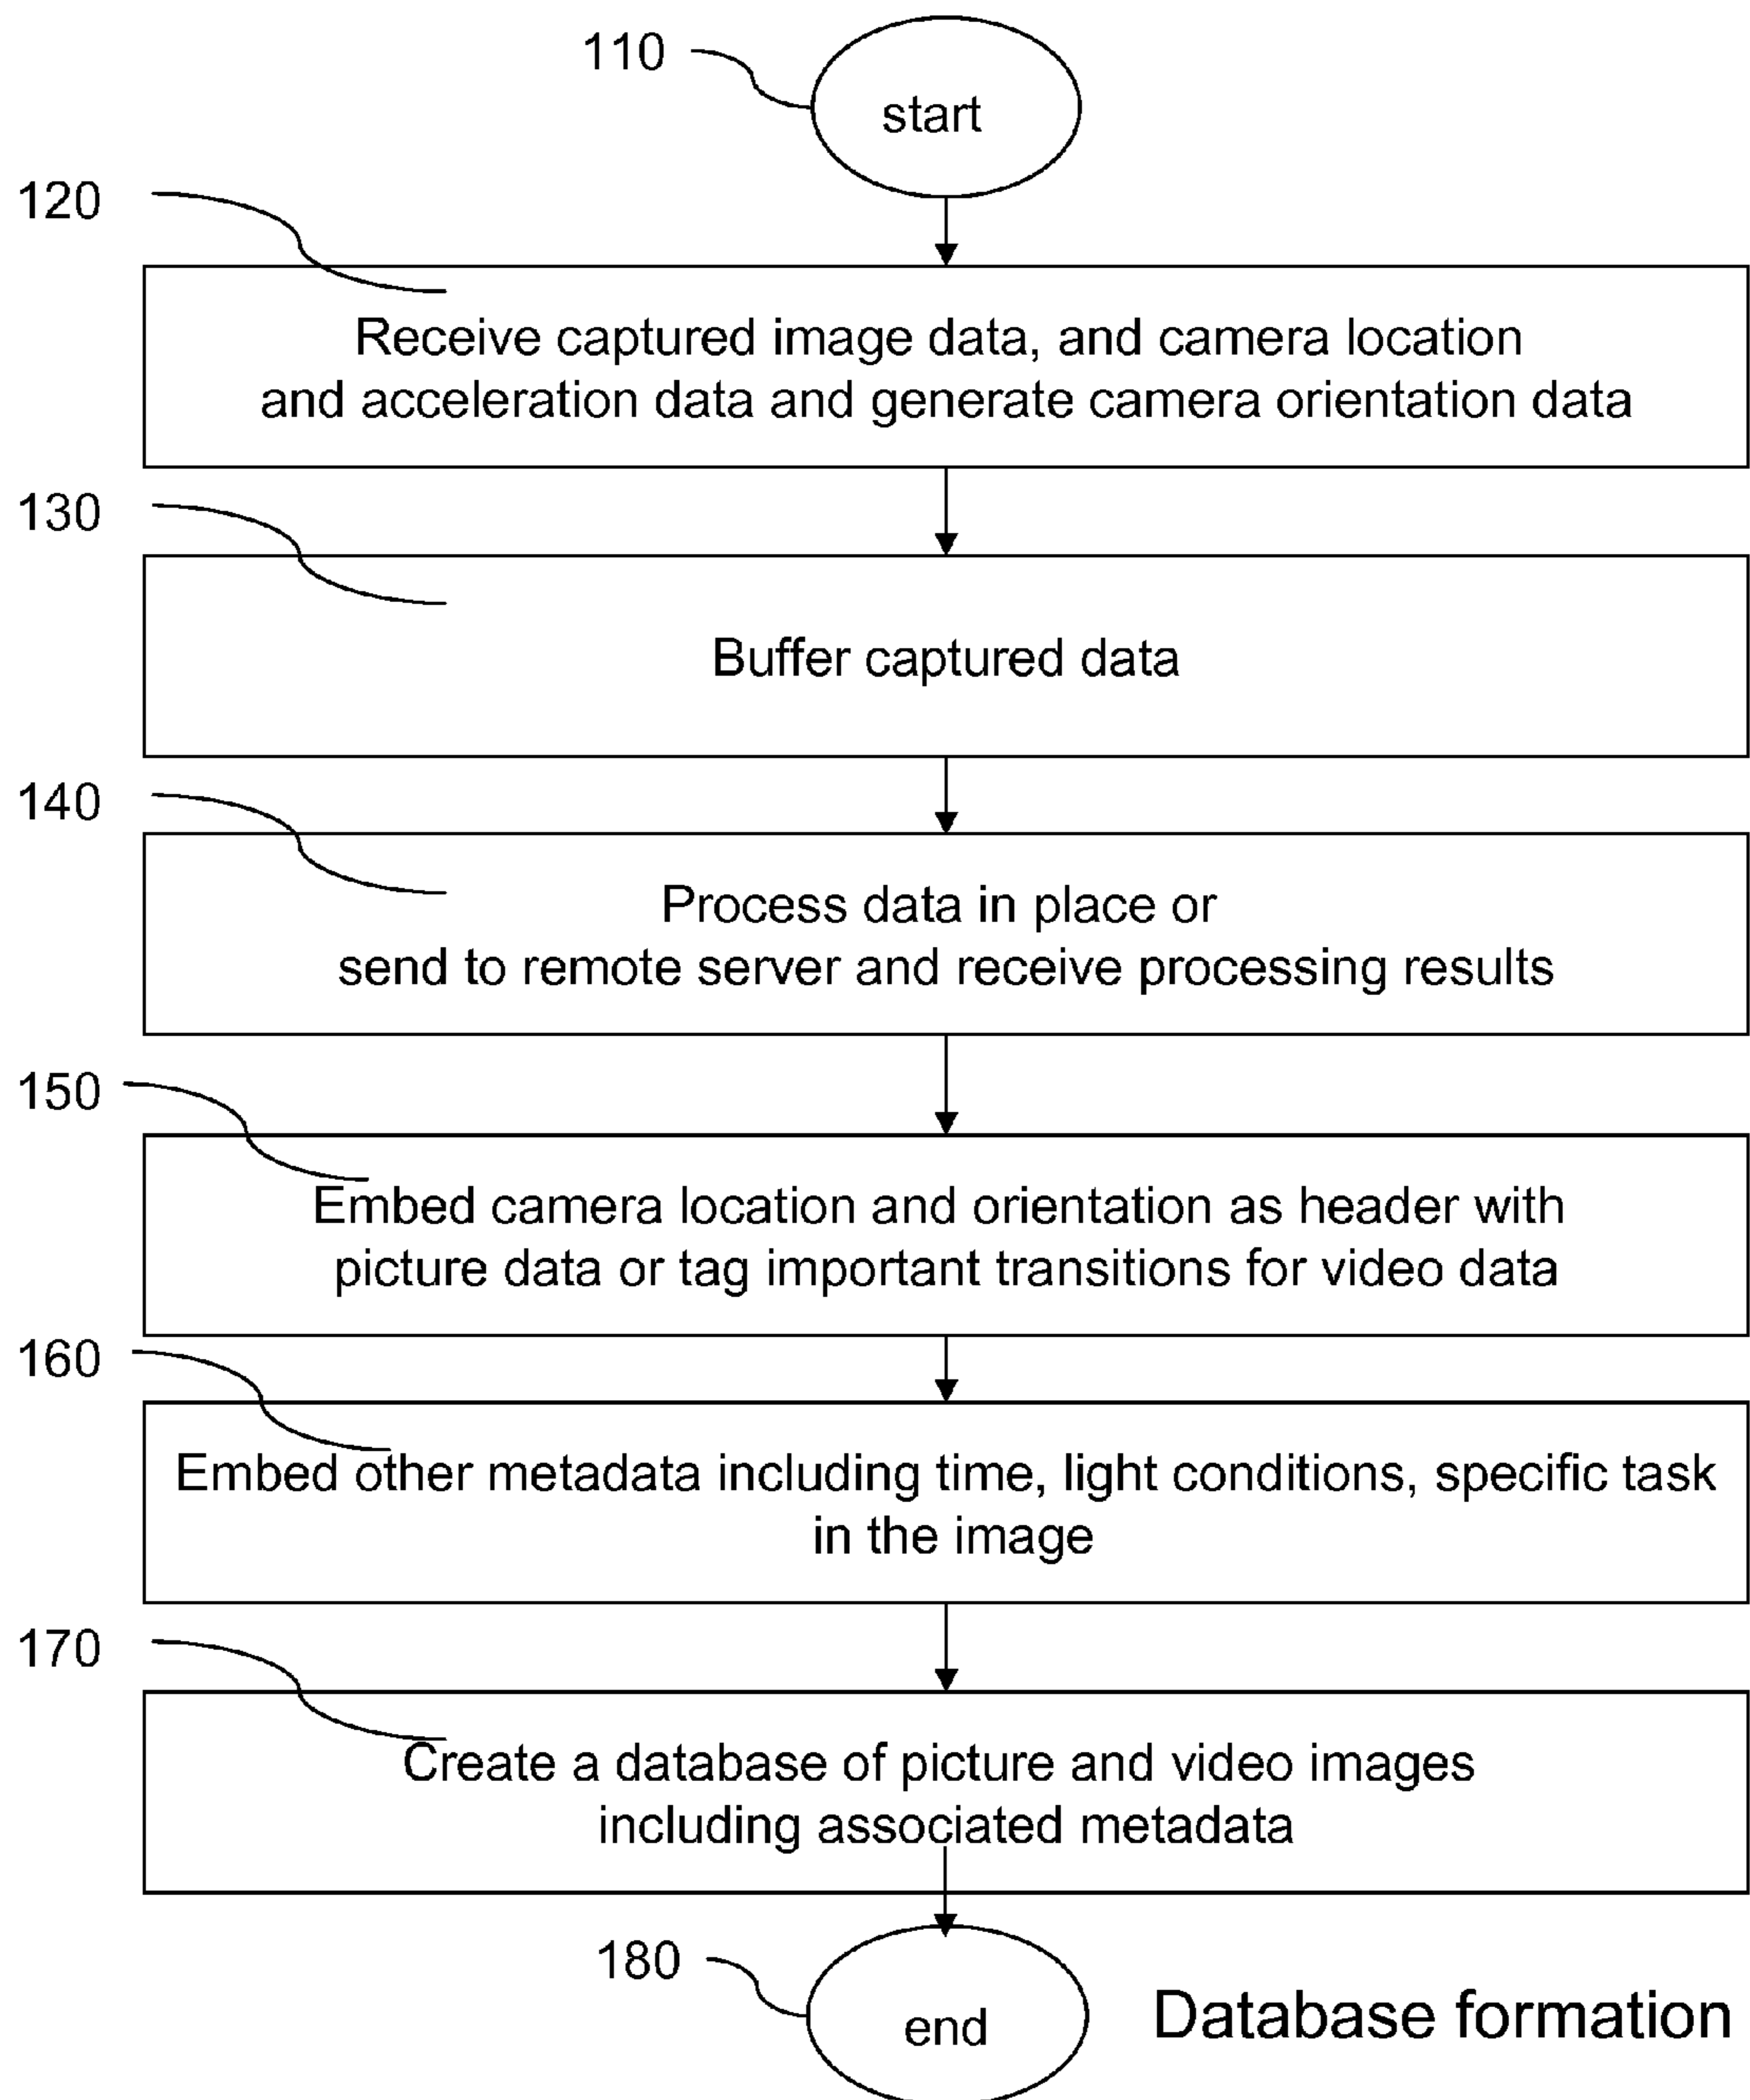 110
start
120
Receive captured image data, and camera location
and acceleration data and generate camera orientation data
130
Buffer captured data
140
Process data in place or
send to remote server and receive processing results
150
Embed camera location and orientation as header with
picture data or tag important transitions for video data
160
Embed other metadata including time, light conditions, specific task
in the image
170
Create a database of picture and video images
including associated metadata
180
end
Database formation